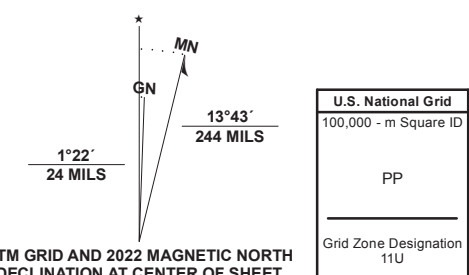 ★
MN
GN
13°43´
244 MILS
1°22´
24 MILS
TM GRID AND 2022 MAGNETIC NORTH
DECLINATION AT CENTER OF SHEET
U.S. National Grid
100,000 - m Square ID
PP
Grid Zone Designation
11U